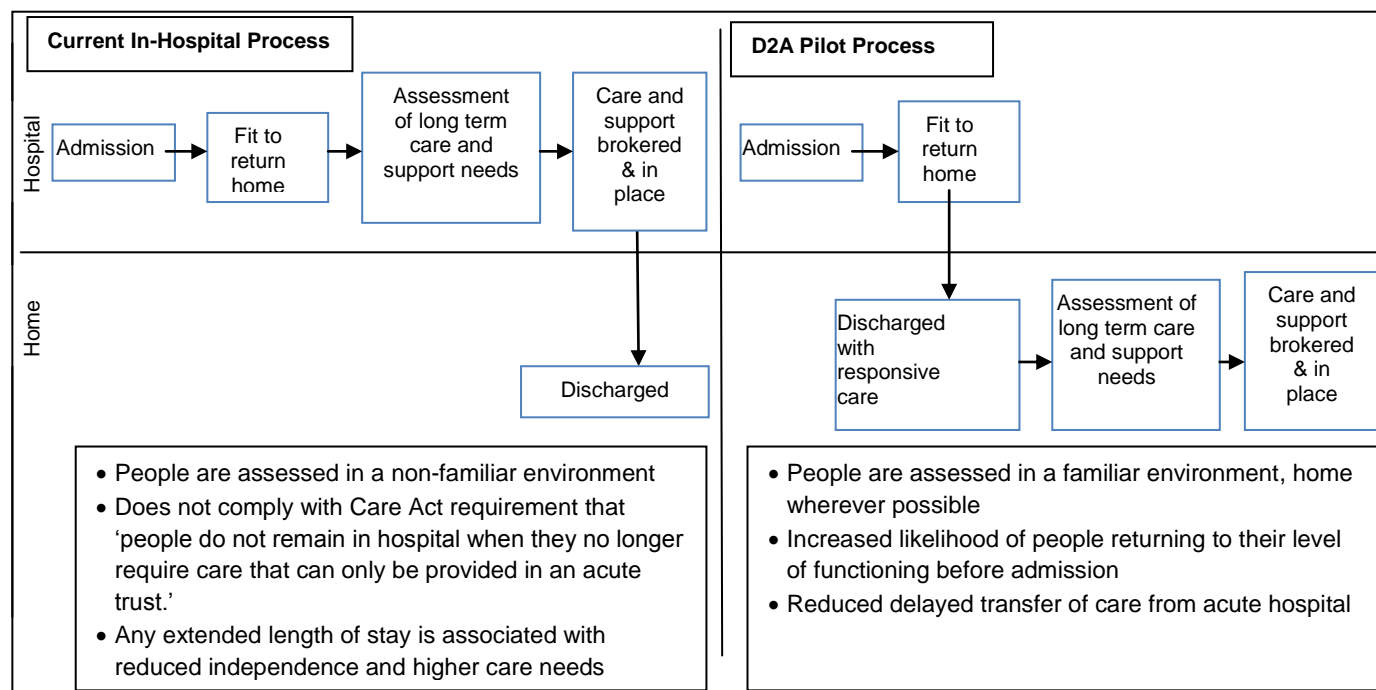 Current In-Hospital Process
Hospital
Admission
Fit to
return
home
Assessment
of long term
care and
support needs
Care and
support
brokered
& in
place
Home
Discharged
• People are assessed in a non-familiar environment
• Does not comply with Care Act requirement that
‘people do not remain in hospital when they no longer
require care that can only be provided in an acute
trust.’
• Any extended length of stay is associated with
reduced independence and higher care needs
D2A Pilot Process
Admission
Fit to
return
home
Discharged
with
responsive
care
Assessment of
long term care
and support
needs
Care and
support
brokered
& in
place
• People are assessed in a familiar environment, home
wherever possible
• Increased likelihood of people returning to their level
of functioning before admission
• Reduced delayed transfer of care from acute hospital